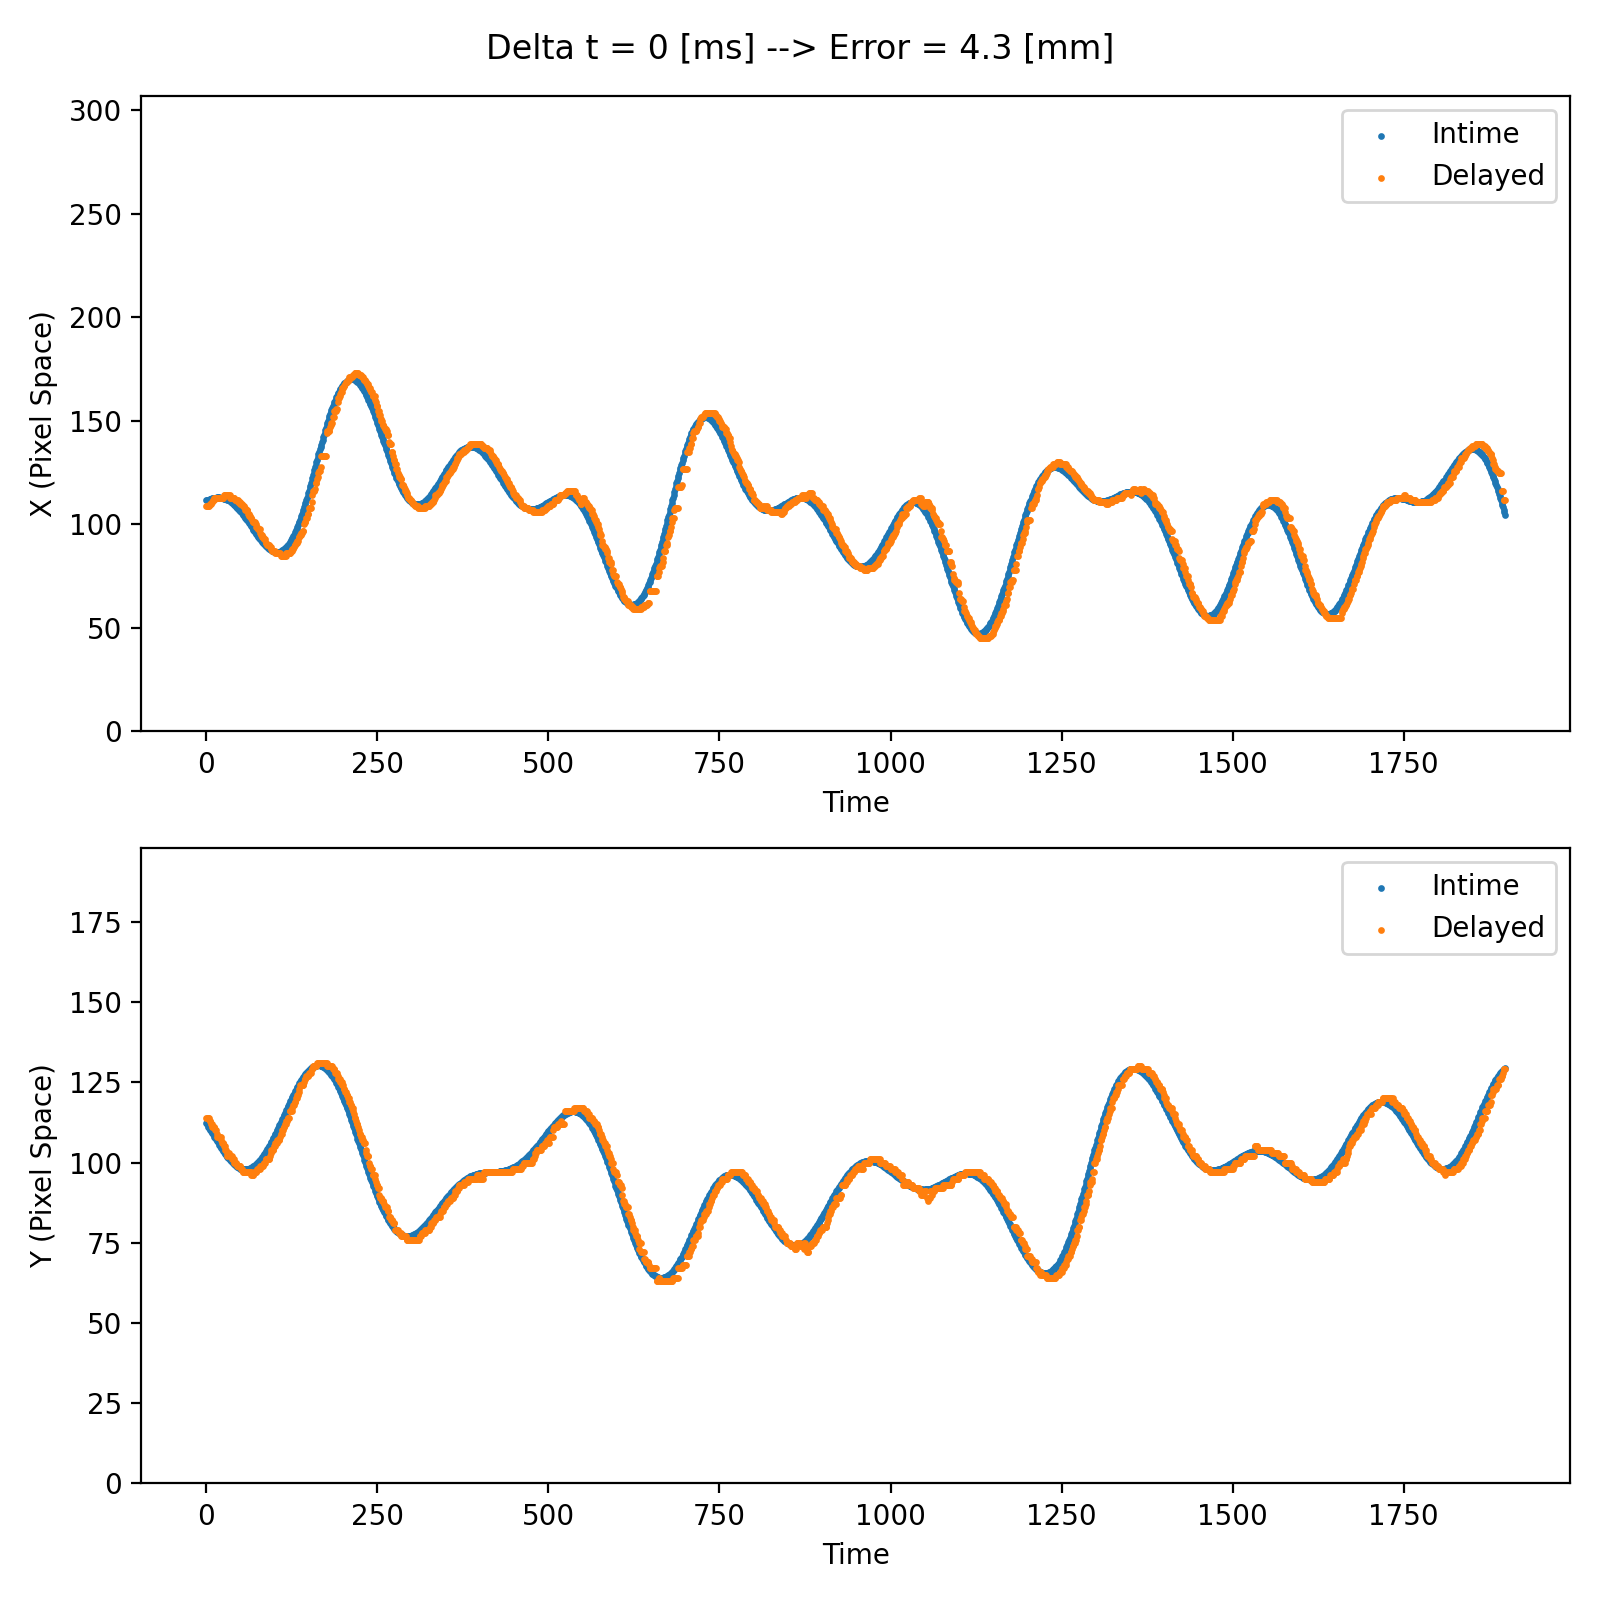 Delta t = 0 [ms] --> Error = 4.3 [mm]
300
250
200
150
100
50
0
X (Pixel Space)
Intime
Delayed
0 250 500 750 1000 1250 1500 1750
Time
175
150
125
100
75
50
25
0
Y (Pixel Space)
Intime
Delayed
0 250 500 750 1000 1250 1500 1750
Time